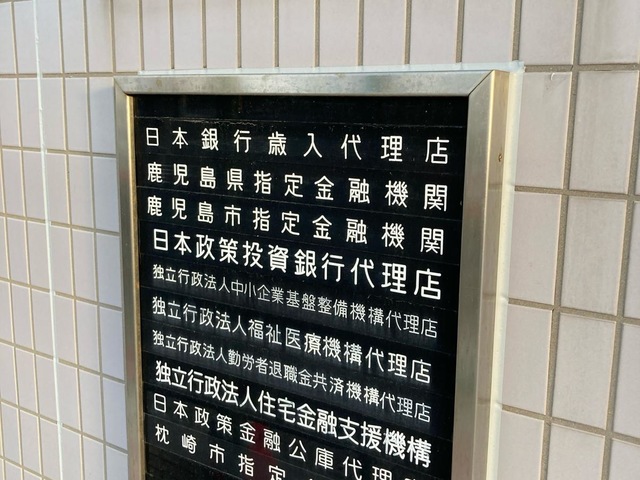 日本銀行歳入代理店
鹿児島県指定金融機関
鹿児島市指定金融機関
日本政策投資銀行代理店
独立行政法人中小企業基盤整備機構代理店
独立行政法人福祉医療機構代理店
独立行政法人勤労者退職金共済機構代理店
独立行政法人住宅金融支援機構
日本政策金融公庫代理
枕崎市指定